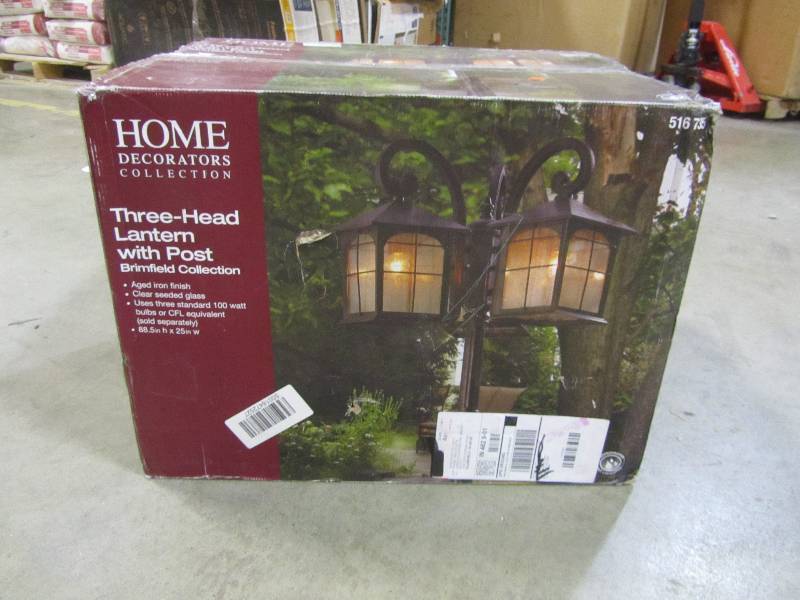 HOME
DECORATORS
COLLECTION
516 735
Three-Head
Lantern
with Post
Brimfield Collection
• Aged iron finish
• Clear seeded glass
• Uses three standard 100 watt
bulbs or CFL equivalent
(sold separately)
• 88.5in h x 25in w